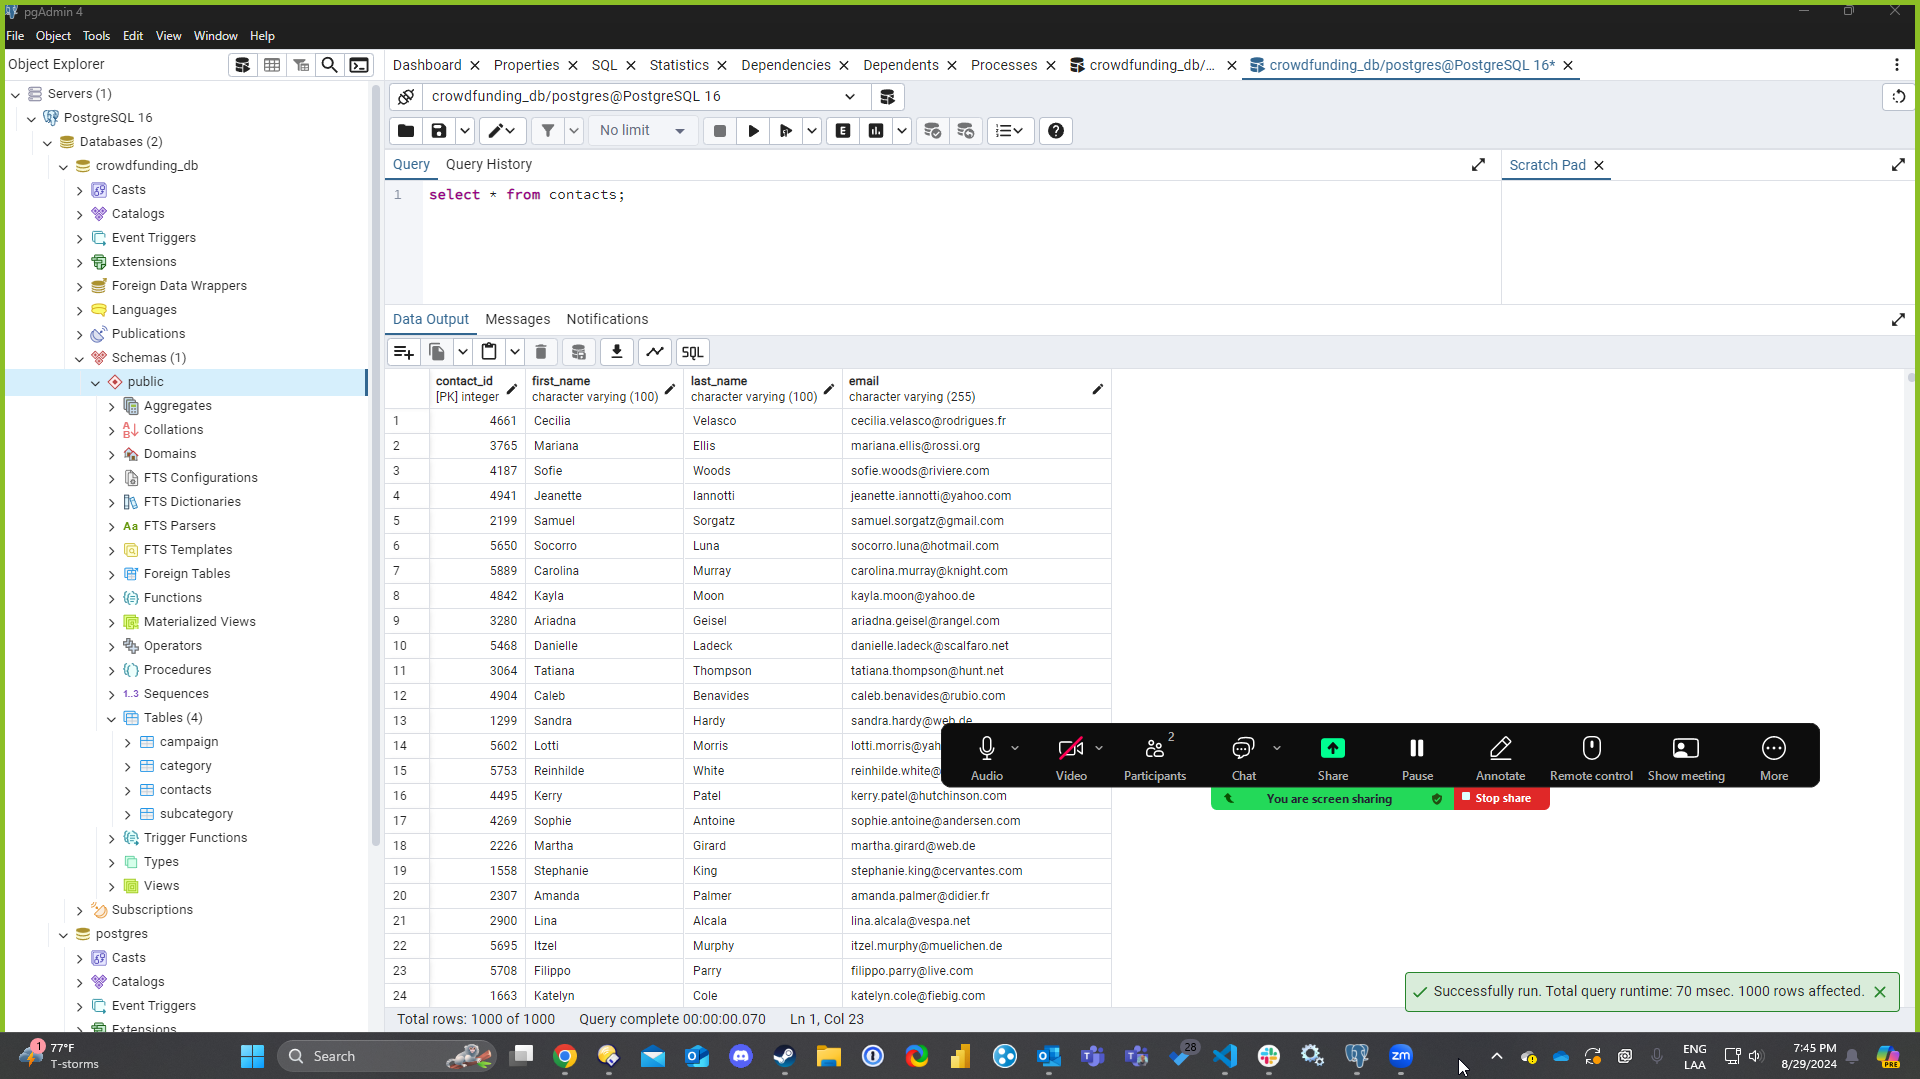 pgAdmin 4
File Object Tools Edit View Window Help
Object Explorer
Dashboard Properties SQL Statistics Dependencies Dependents Processes crowdfunding_db/... crowdfunding_db/postgres@PostgreSQL 16*
Servers (1)
PostgreSQL 16
Databases (2)
crowdfunding_db
Casts
Catalogs
Event Triggers
Extensions
Foreign Data Wrappers
Languages
Publications
Schemas (1)
public
Aggregates
Collations
Domains
FTS Configurations
FTS Dictionaries
Aa FTS Parsers
FTS Templates
Foreign Tables
Functions
Materialized Views
Operators
Procedures
1..3 Sequences
Tables (4)
campaign
category
contacts
subcategory
Trigger Functions
Types
Views
Subscriptions
postgres
Casts
Catalogs
Event Triggers
Extensions
crowdfunding_db/postgres@PostgreSQL 16
No limit E
Query Query History
Scratch Pad
1 select * from contacts;
Data Output Messages Notifications
SQL
contact_id first_name last_name email
[PK] integer character varying (100) character varying (100) character varying (255)
1 4661 Cecilia Velasco cecilia.velasco@rodrigues.fr
2 3765 Mariana Ellis mariana.ellis@rossi.org
3 4187 Sofie Woods sofie.woods@riviere.com
4 4941 Jeanette Iannotti jeanette.iannotti@yahoo.com
5 2199 Samuel Sorgatz samuel.sorgatz@gmail.com
6 5650 Socorro Luna socorro.luna@hotmail.com
7 5889 Carolina Murray carolina.murray@knight.com
8 4842 Kayla Moon kayla.moon@yahoo.de
9 3280 Ariadna Geisel ariadna.geisel@rangel.com
10 5468 Danielle Ladeck danielle.ladeck@scalfaro.net
11 3064 Tatiana Thompson tatiana.thompson@hunt.net
12 4904 Caleb Benavides caleb.benavides@rubio.com
13 1299 Sandra Hardy sandra.hardy@web.de
14 5602 Lotti Morris lotti.morris@yah
15 5753 Reinhilde White reinhilde.white@
16 4495 Kerry Patel kerry.patel@hutchinson.com
17 4269 Sophie Antoine sophie.antoine@andersen.com
18 2226 Martha Girard martha.girard@web.de
19 1558 Stephanie King stephanie.king@cervantes.com
20 2307 Amanda Palmer amanda.palmer@didier.fr
21 2900 Lina Alcala lina.alcala@vespa.net
22 5695 Itzel Murphy itzel.murphy@muelichen.de
23 5708 Filippo Parry filippo.parry@live.com
24 1663 Katelyn Cole katelyn.cole@fiebig.com
2
Audio Video Participants Chat Share Pause Annotate Remote control Show meeting More
You are screen sharing Stop share
Successfully run. Total query runtime: 70 msec. 1000 rows affected.
Total rows: 1000 of 1000 Query complete 00:00:00.070 Ln 1, Col 23
1 77°F
T-storms
Search
28
zm
ENG
LAA
7:45 PM
8/29/2024
PRE